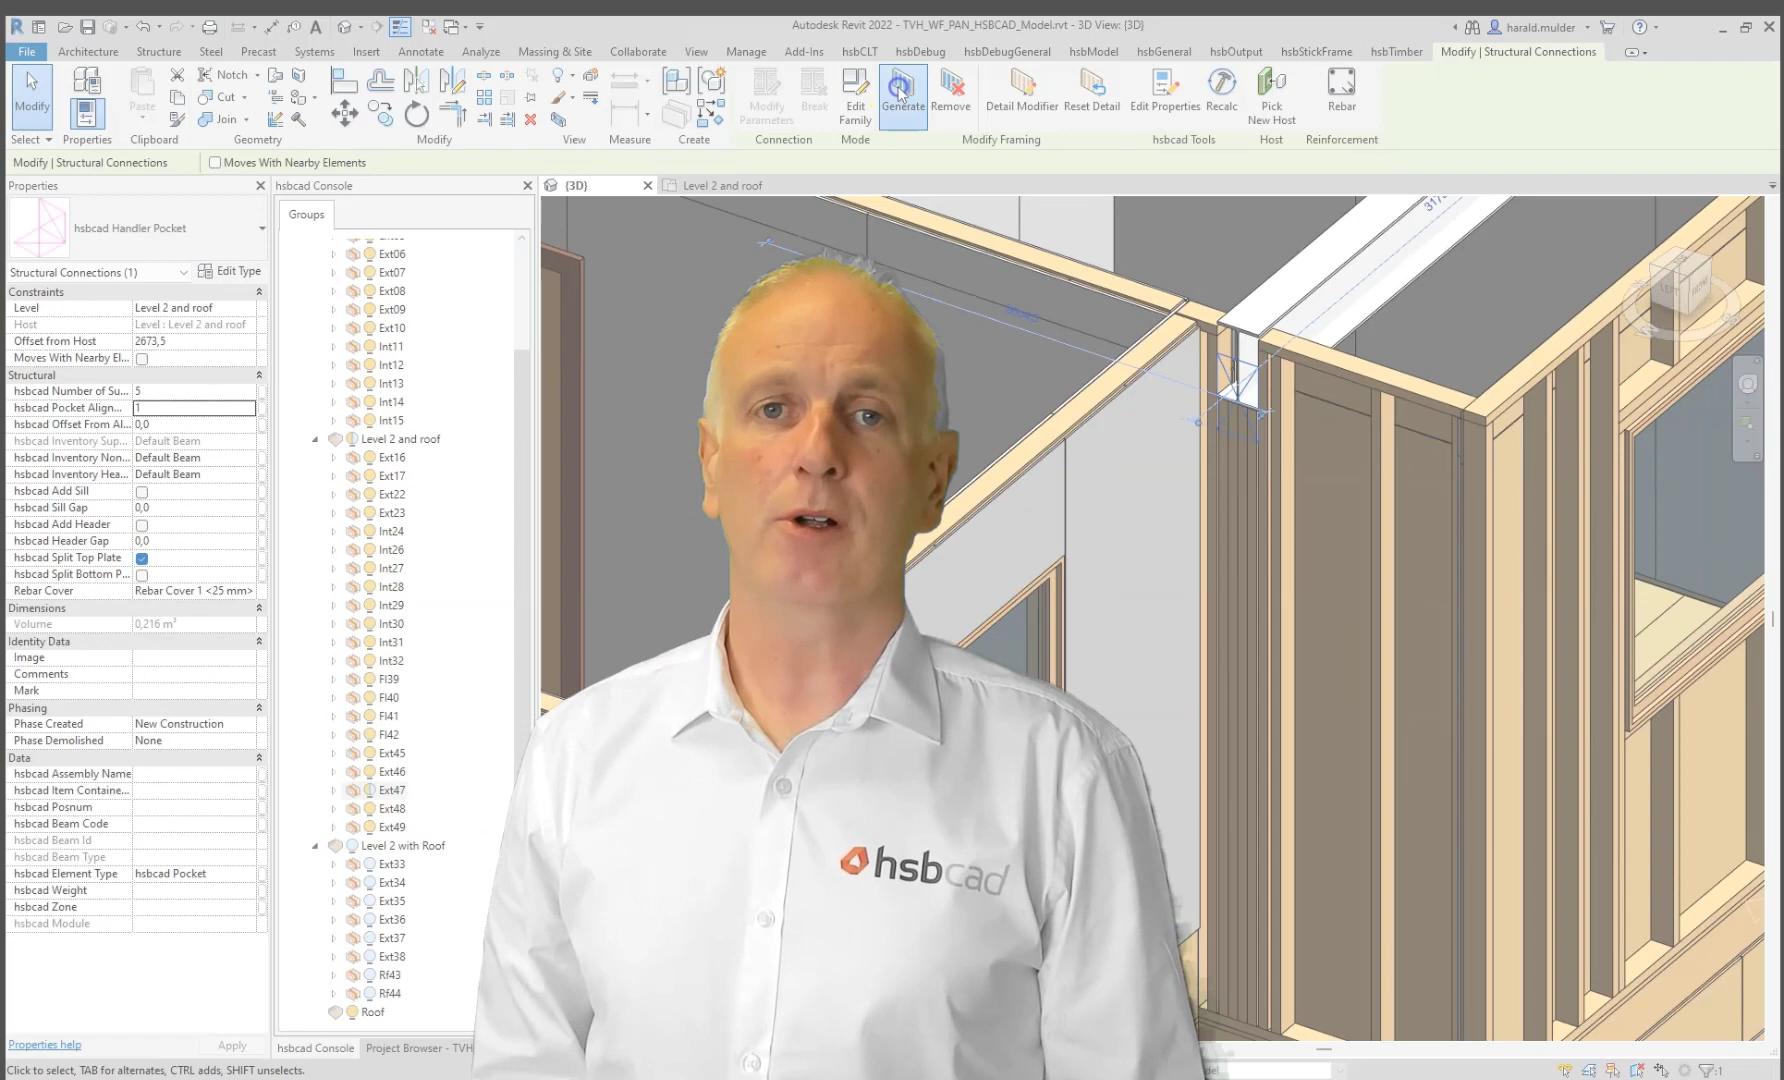 Autodesk Revit 2022 - TVH_WF_PAN_HSBCAD_Model.rvt - 3D View: {3D}
harald.mulder
File Architecture Structure Steel Precast Systems Insert Annotate Analyze Massing & Site Collaborate View Manage Add-Ins hsbCLT hsbDebug hsbDebugGeneral hsbModel hsbGeneral hsbOutput hsbStickFrame hsbTimber Modify | Structural Connections
Notch
Cut
Join
Modify
Paste
Modify
Parameters
Break
Edit
Family
Generate
Remove
Detail Modifier
Reset Detail
Edit Properties
Recalc
Pick
New Host
Rebar
Select Properties Clipboard Geometry Modify View Measure Create Connection Mode Modify Framing hsbcad Tools Host Reinforcement
Modify | Structural Connections Moves With Nearby Elements
Properties
hsbcad Handler Pocket
Structural Connections (1) Edit Type
Constraints
Level Level 2 and roof
Host Level : Level 2 and roof
Offset from Host 2673,5
Moves With Nearby El...
Structural
hsbcad Number of Su... 5
hsbcad Pocket Align... 1
hsbcad Offset From Al... 0,0
hsbcad Inventory Sup... Default Beam
hsbcad Inventory Non... Default Beam
hsbcad Inventory Hea... Default Beam
hsbcad Add Sill
hsbcad Sill Gap 0,0
hsbcad Add Header
hsbcad Header Gap 0,0
hsbcad Split Top Plate
hsbcad Split Bottom P...
Rebar Cover Rebar Cover 1 <25 mm>
Dimensions
Volume 0,216 m³
Identity Data
Image
Comments
Mark
Phasing
Phase Created New Construction
Phase Demolished None
Data
hsbcad Assembly Name
hsbcad Item Containe...
hsbcad Posnum
hsbcad Beam Code
hsbcad Beam Id
hsbcad Beam Type
hsbcad Element Type hsbcad Pocket
hsbcad Weight
hsbcad Zone
hsbcad Module
Properties help Apply
hsbcad Console
Groups
Ext06
Ext07
Ext08
Ext09
Ext10
Int11
Int12
Int13
Int14
Int15
Level 2 and roof
Ext16
Ext17
Ext22
Ext23
Int24
Int26
Int27
Int28
Int29
Int30
Int31
Int32
Fl39
Fl40
Fl41
Fl42
Ext45
Ext46
Ext47
Ext48
Ext49
Level 2 with Roof
Ext33
Ext34
Ext35
Ext36
Ext37
Ext38
Rf43
Rf44
Roof
hsbcad Console Project Browser - TVH
{3D} Level 2 and roof
LEFT
hsbcad
Click to select, TAB for alternates, CTRL adds, SHIFT unselects.
:1